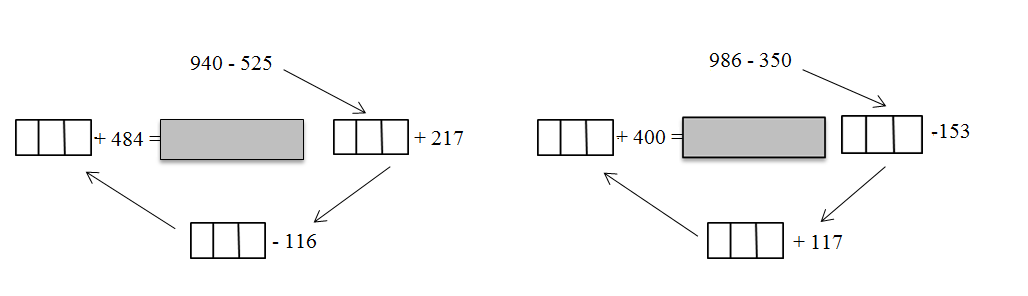 940 - 525
986 - 350
+ 484 =
+ 217
+ 400 =
-153
- 116
+ 117